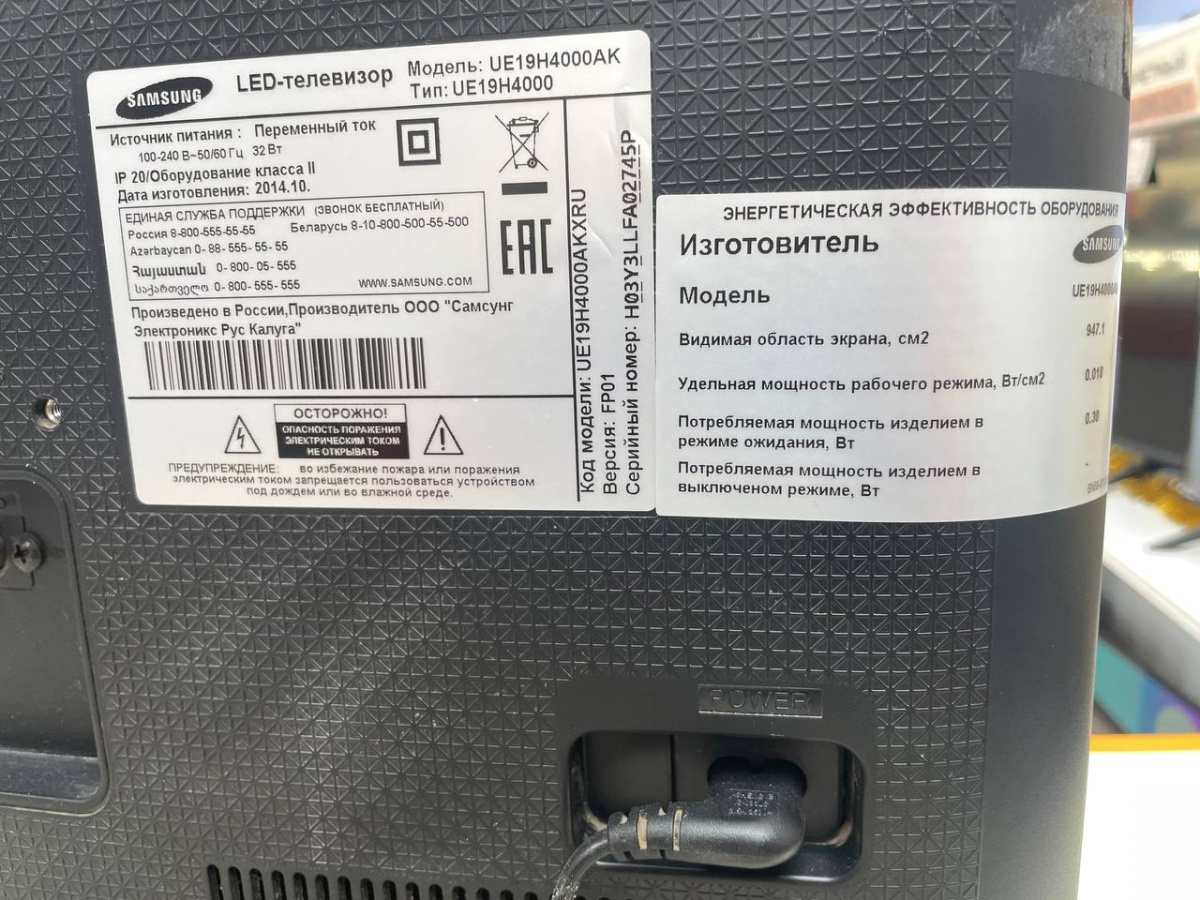 SAMSUNG
LED-телевизор
Модель: UE19H4000AK
Тип: UE19H4000
Источник питания : Переменный ток
100-240 В~50/60 Гц 32 Вт
IP 20/Оборудование класса II
Дата изготовления: 2014.10.
ЕДИНАЯ СЛУЖБА ПОДДЕРЖКИ (ЗВОНОК БЕСПЛАТНЫЙ)
Россия 8-800-555-55-55 Беларусь 8-10-800-500-55-500
Azərbaycan 0- 88- 555- 55- 55
Հայաստան 0- 800- 05- 555
საქართველო 0- 800- 555- 555
WWW.SAMSUNG.COM
Произведено в России,Производитель ООО "Самсунг
Электроникс Рус Калуга"
EAC
ОСТОРОЖНО!
ОПАСНОСТЬ ПОРАЖЕНИЯ
ЭЛЕКТРИЧЕСКИМ ТОКОМ
НЕ ОТКРЫВАТЬ
ПРЕДУПРЕЖДЕНИЕ: во избежание пожара или поражения
электрическим током запрещается пользоваться устройством
под дождем или во влажной среде.
Код модели: UE19H4000AKXRU
Версия: FP01
Серийный номер: H03Y3LLFA02745P
ЭНЕРГЕТИЧЕСКАЯ ЭФФЕКТИВНОСТЬ ОБОРУДОВАНИЯ
Изготовитель SAMSUNG
Модель UE19H4000AK
Видимая область экрана, см2 947.1
Удельная мощность рабочего режима, Вт/см2 0.018
Потребляемая мощность изделием в
режиме ожидания, Вт 0.30
Потребляемая мощность изделием в
выключеном режиме, Вт -
POWER